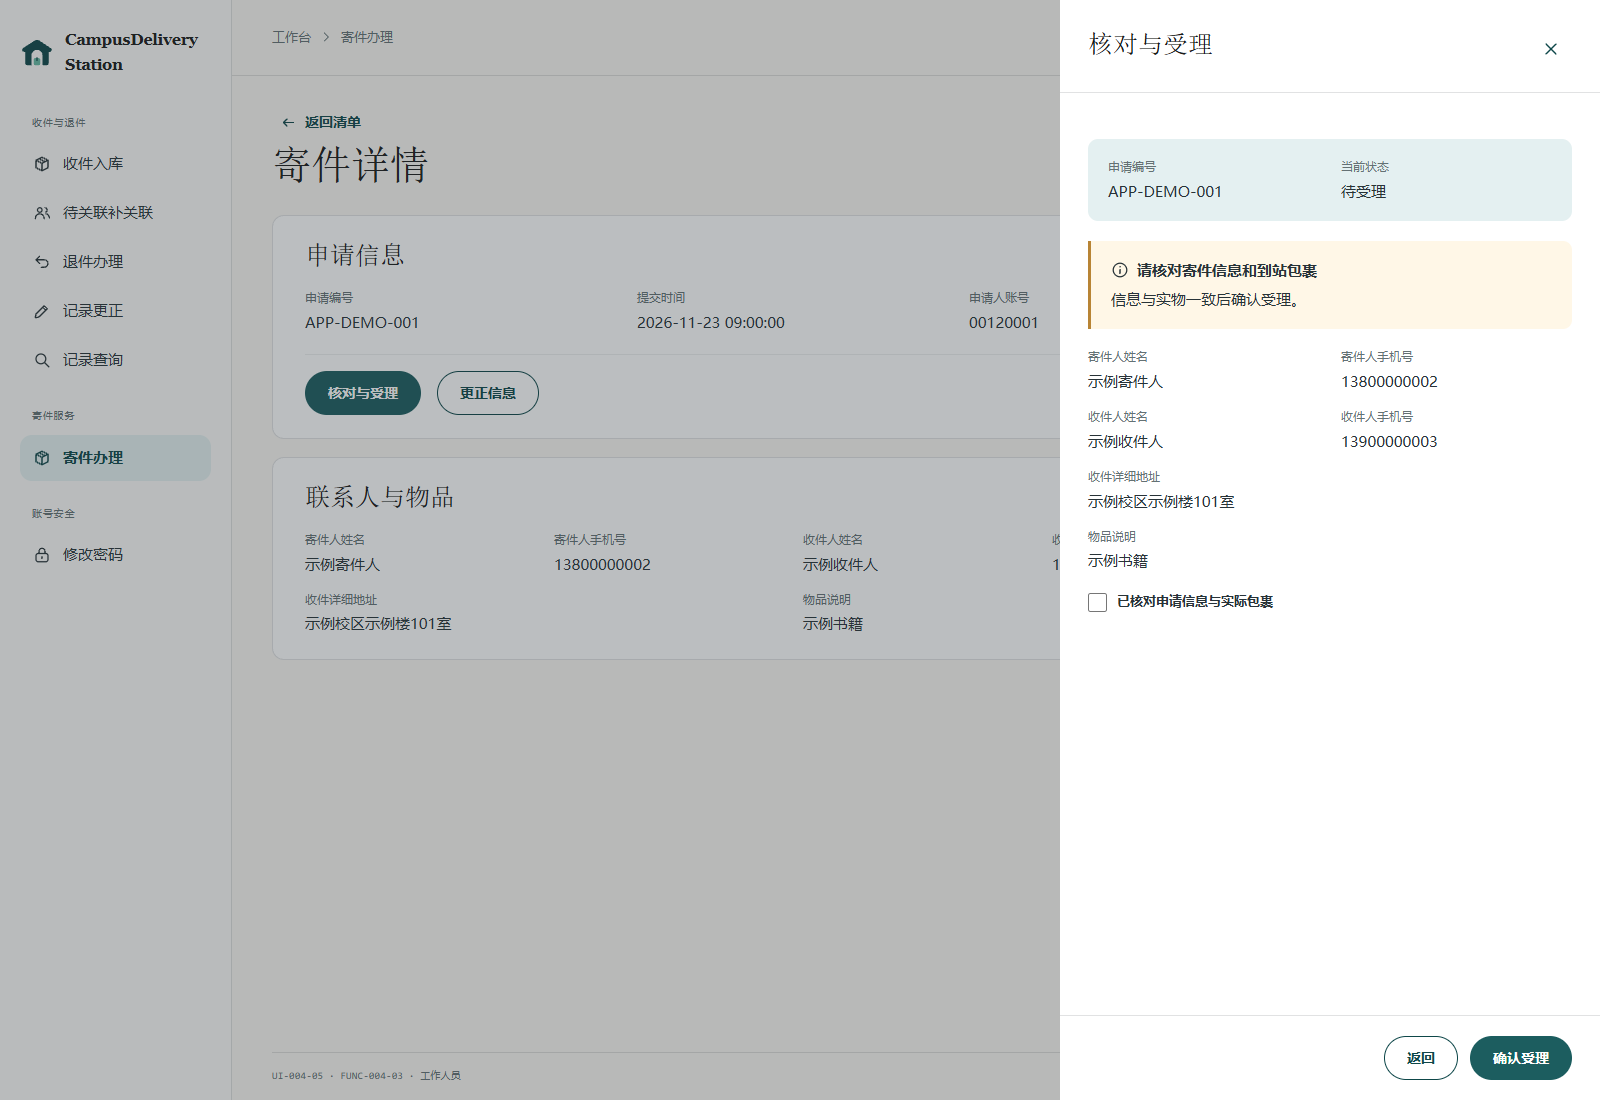 CampusDelivery
Station
收件与退件
收件入库
待关联补关联
退件办理
记录更正
记录查询
寄件服务
寄件办理
账号安全
修改密码
工作台 > 寄件办理
← 返回清单
寄件详情
申请信息
申请编号 提交时间 申请人账号
APP-DEMO-001 2026-11-23 09:00:00 00120001
核对与受理 更正信息
联系人与物品
寄件人姓名 寄件人手机号 收件人姓名
示例寄件人 13800000002 示例收件人 1
收件详细地址 物品说明
示例校区示例楼101室 示例书籍
UI-004-05 · FUNC-004-03 · 工作人员
核对与受理
申请编号 当前状态
APP-DEMO-001 待受理
请核对寄件信息和到站包裹
信息与实物一致后确认受理。
寄件人姓名 寄件人手机号
示例寄件人 13800000002
收件人姓名 收件人手机号
示例收件人 13900000003
收件详细地址
示例校区示例楼101室
物品说明
示例书籍
已核对申请信息与实际包裹
返回 确认受理